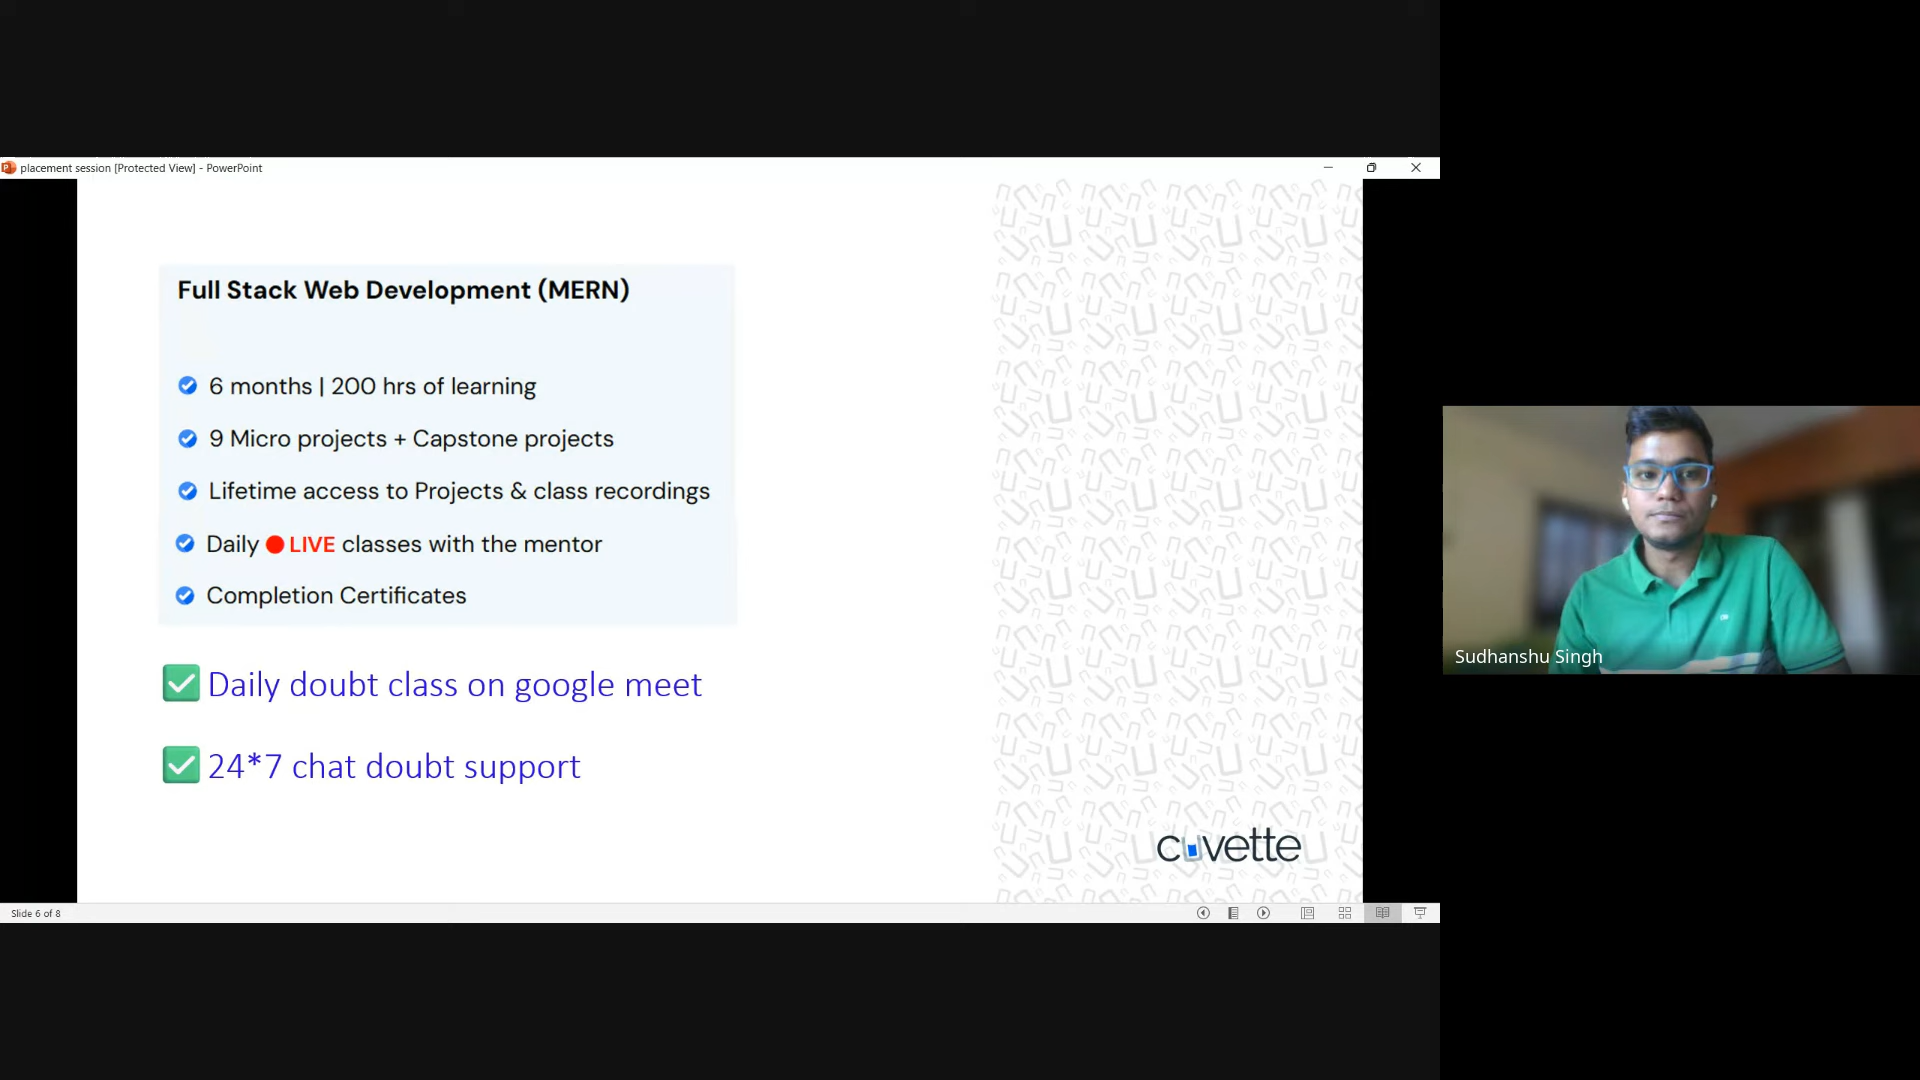 placement session [Protected View] - PowerPoint
Full Stack Web Development (MERN)
6 months | 200 hrs of learning
9 Micro projects + Capstone projects
Lifetime access to Projects & class recordings
Daily LIVE classes with the mentor
Completion Certificates
Daily doubt class on google meet
24*7 chat doubt support
cuvette
Slide 6 of 8
Sudhanshu Singh